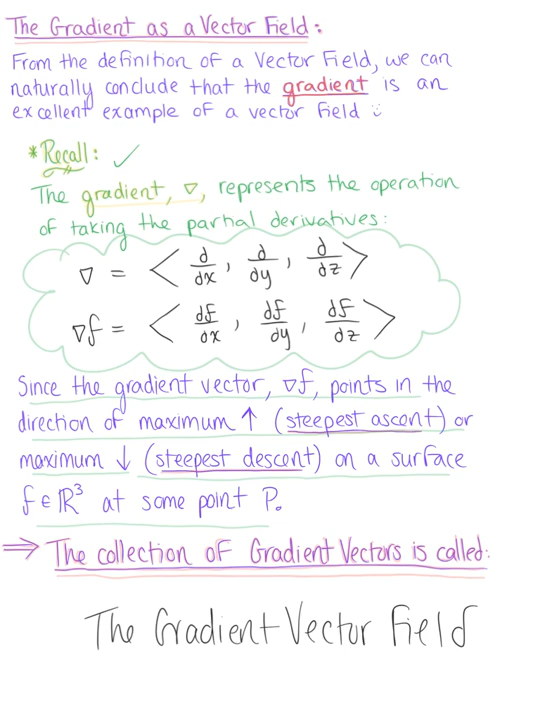 The Gradient as a Vector Field:
From the definition of a Vector Field, we can
naturally conclude that the gradient is an
excellent example of a vector field :)
*Recall: ✓
The gradient, ∇, represents the operation
of taking the partial derivatives:
∇ = < ∂/∂x, ∂/∂y, ∂/∂z >
∇f = < ∂f/∂x, ∂f/∂y, ∂f/∂z >
Since the gradient vector, ∇f, points in the
direction of maximum ↑ (steepest ascent) or
maximum ↓ (steepest descent) on a surface
f ∈ ℝ³ at some point P.
⇒ The collection of Gradient Vectors is called:
The Gradient Vector Field